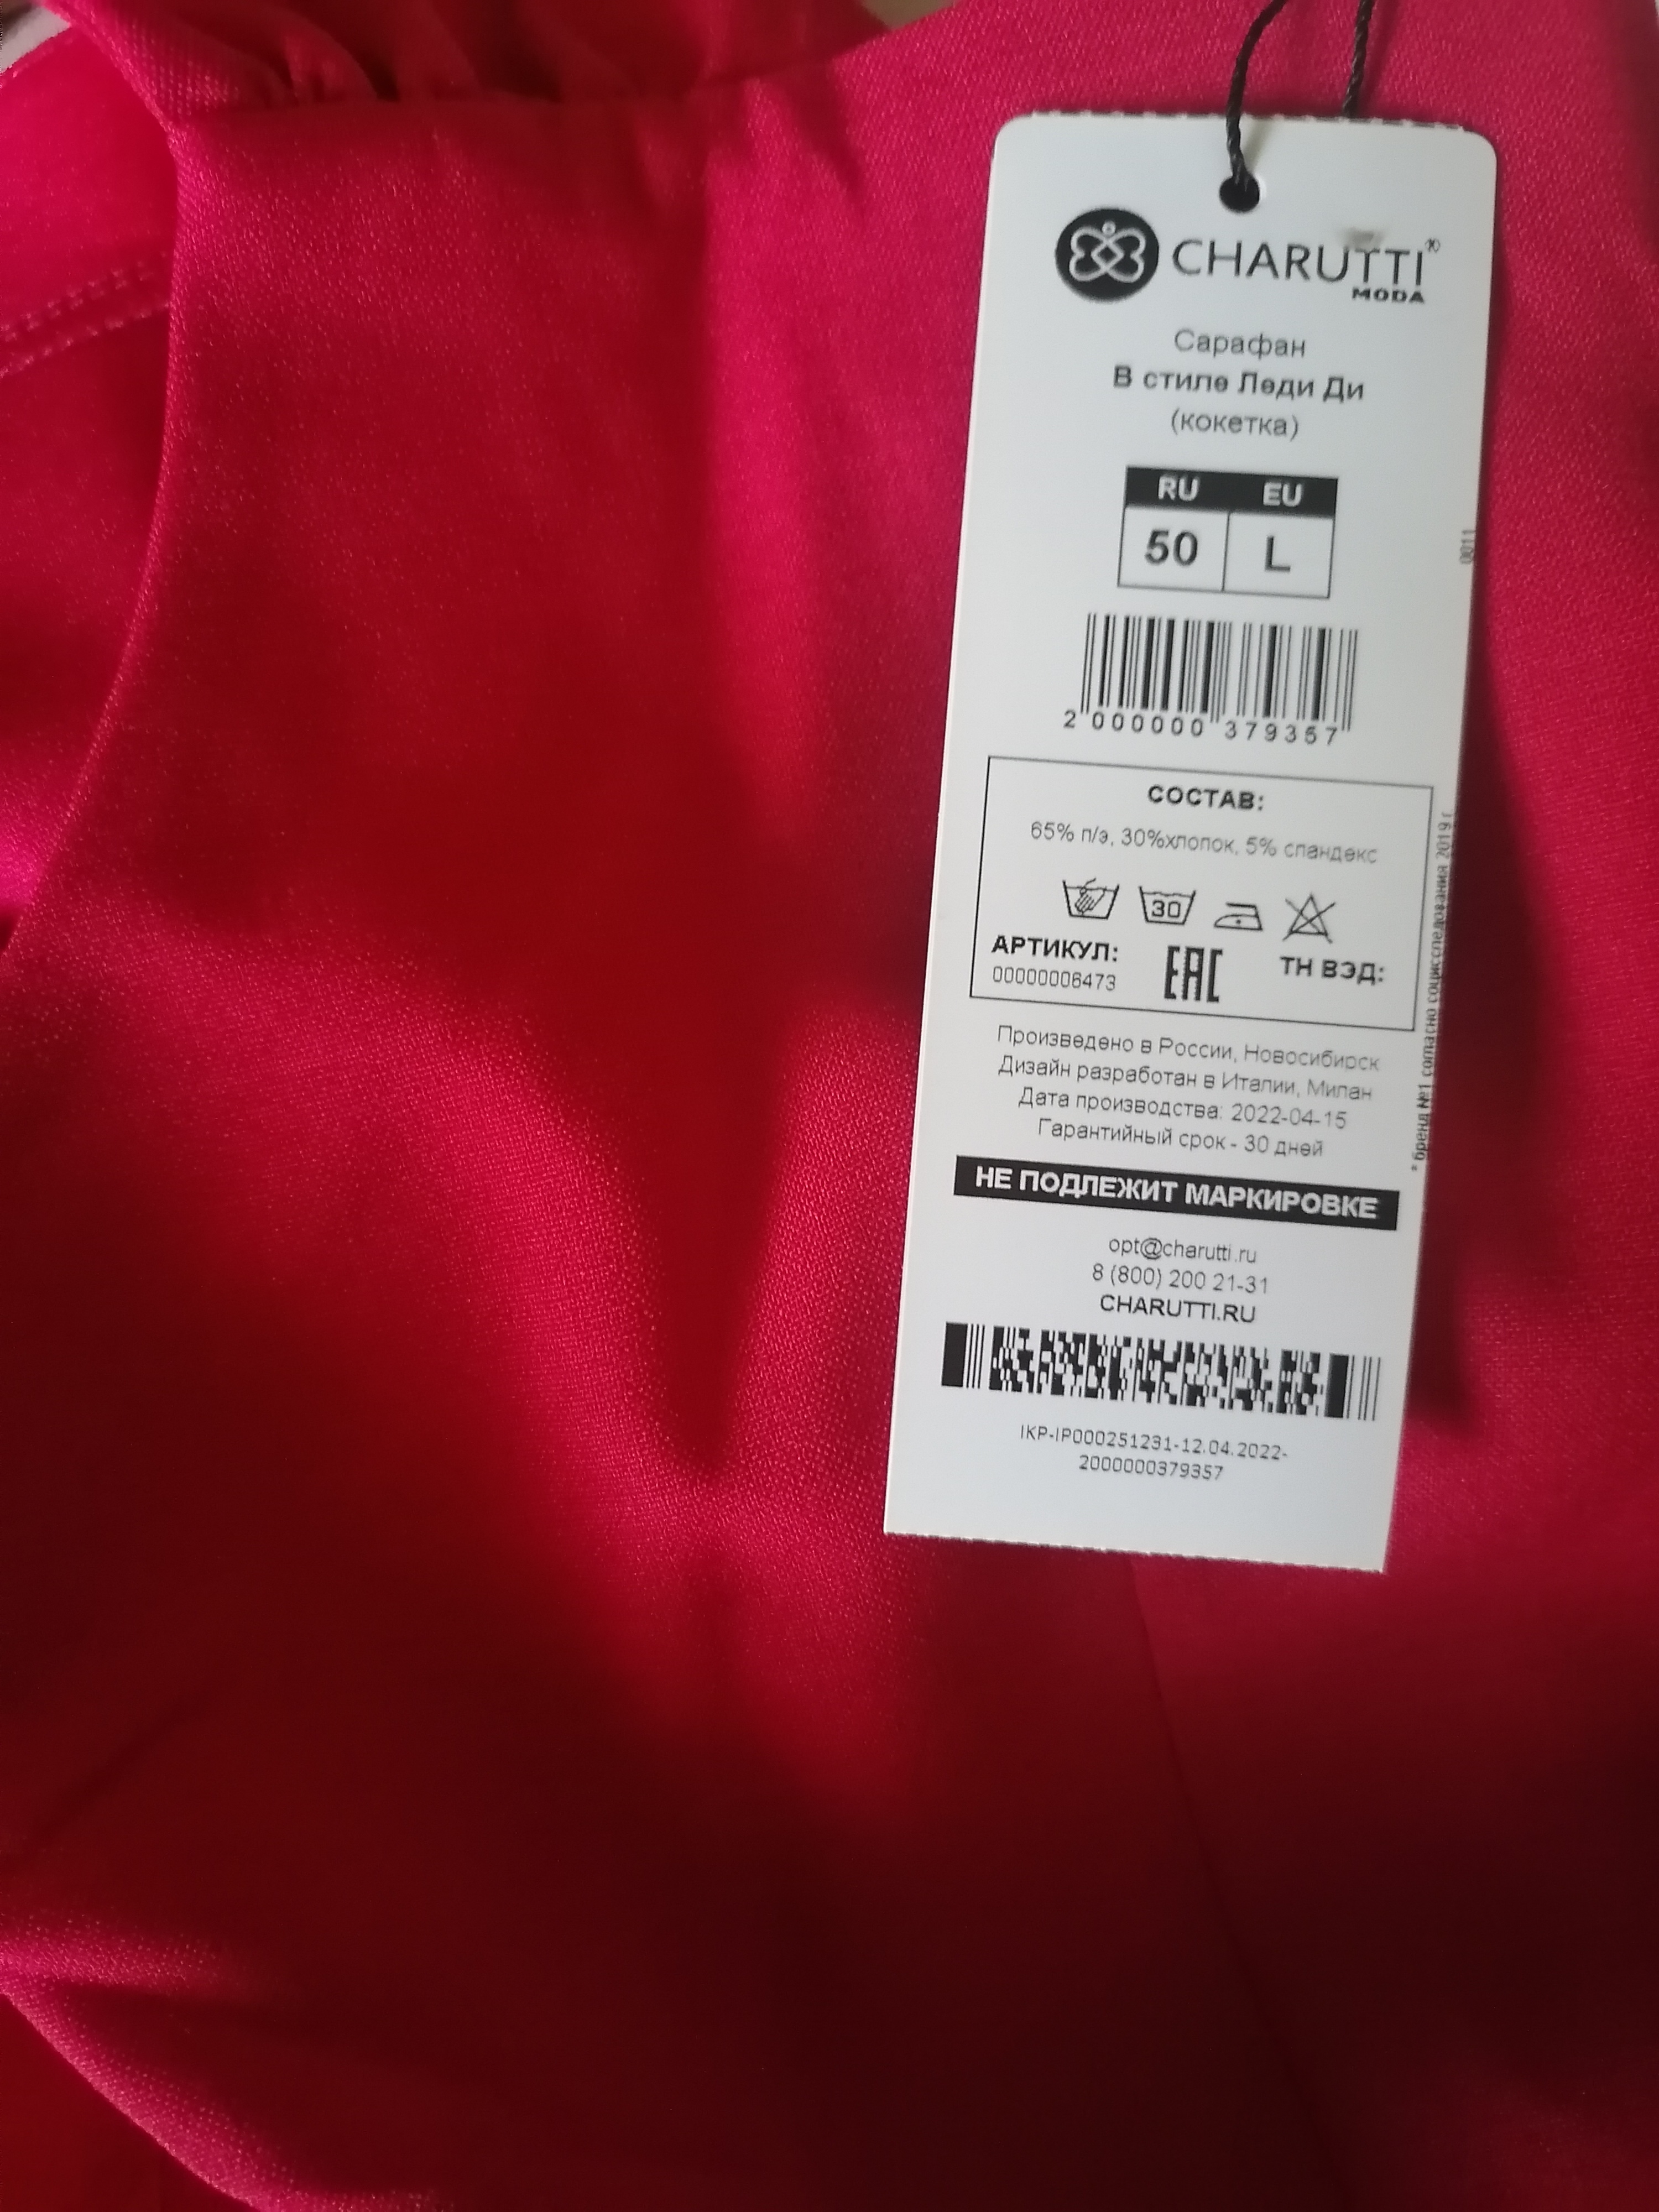 CHARUTTI®
MODA
Сарафан
В стиле Леди Ди
(кокетка)
RU EU
50 L
0011
2 000000 379357
СОСТАВ:
65% п/э, 30%хлопок, 5% спандекс
30
АРТИКУЛ:
00000006473
EAC
ТН ВЭД:
Произведено в России, Новосибирск
Дизайн разработан в Италии, Милан
Дата производства: 2022-04-15
Гарантийный срок - 30 дней
* бренд №1 согласно социсследования 2019 г.
НЕ ПОДЛЕЖИТ МАРКИРОВКЕ
opt@charutti.ru
8 (800) 200 21-31
CHARUTTI.RU
IKP-IP000251231-12.04.2022-
2000000379357